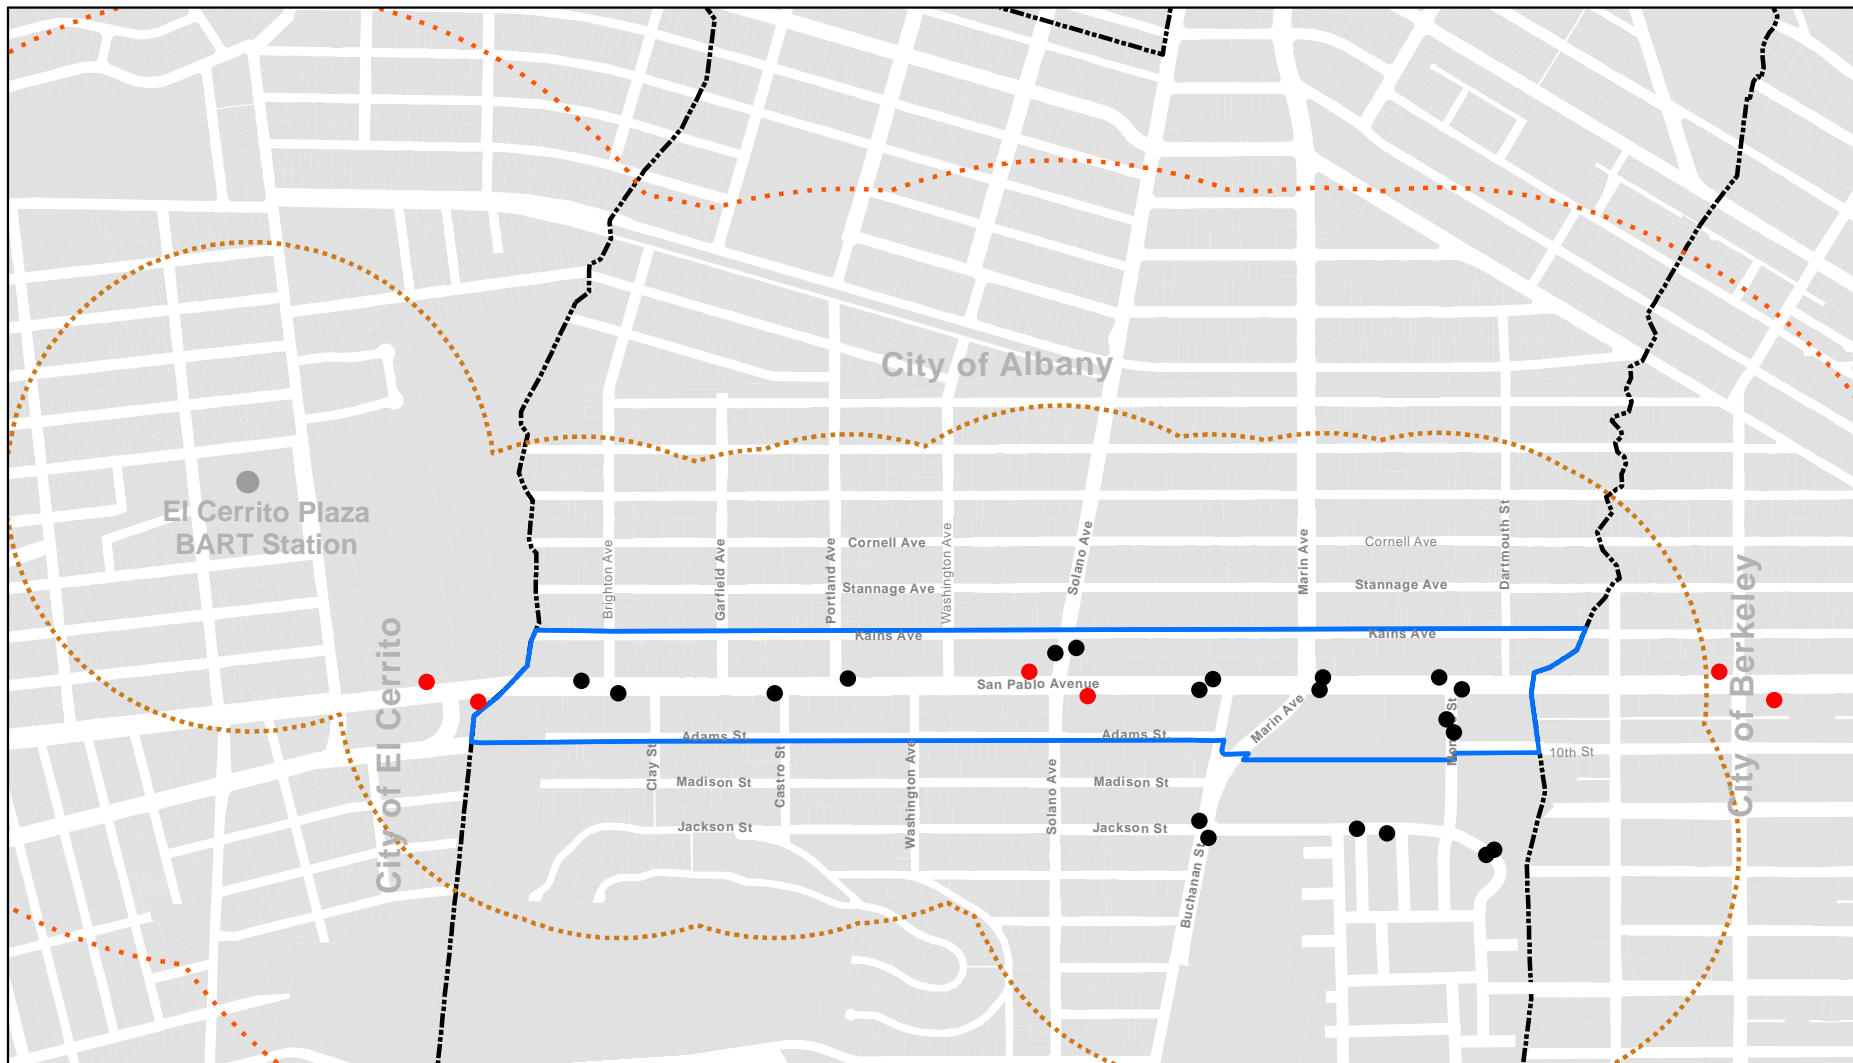 City of Albany
El Cerrito Plaza
BART Station
City of El Cerrito
City of Berkeley
Brighton Ave
Garfield Ave
Portland Ave
Washington Ave
Solano Ave
Marin Ave
Dartmouth St
Cornell Ave
Cornell Ave
Stannage Ave
Stannage Ave
Kains Ave
Kains Ave
San Pablo Avenue
Marin Ave
Adams St.
Adams St.
10th St
Clay St
Castro St
Washington Ave
Solano Ave
Madison St
Madison St
Jackson St
Jackson St
Buchanan St